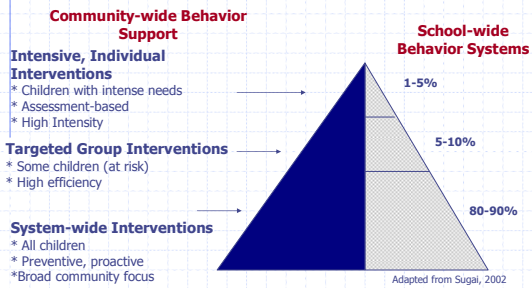 Community-wide Behavior
Support
School-wide
Behavior Systems
Intensive, Individual
Interventions
* Children with intense needs
* Assessment-based
* High Intensity
1-5%
Targeted Group Interventions
* Some children (at risk)
* High efficiency
5-10%
System-wide Interventions
* All children
* Preventive, proactive
*Broad community focus
80-90%
Adapted from Sugai, 2002